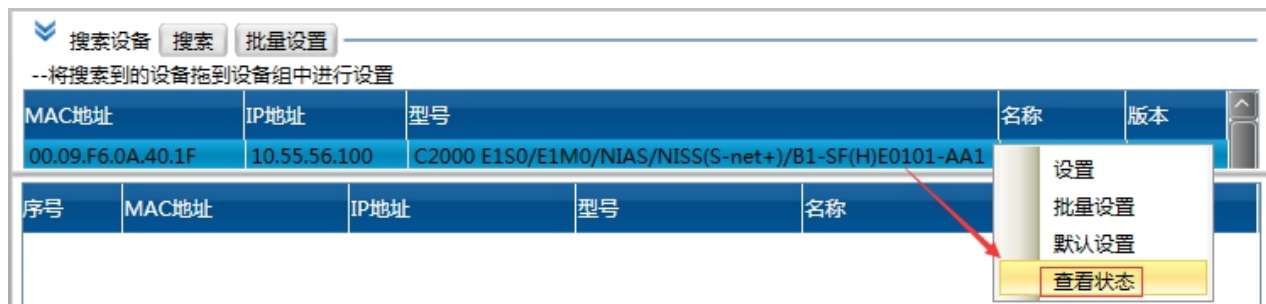 搜索设备 搜索 批量设置
--将搜索到的设备拖到设备组中进行设置
MAC地址 IP地址 型号 名称 版本
00.09.F6.0A.40.1F 10.55.56.100 C2000 E1S0/E1M0/NIAS/NISS(S-net+)/B1-SF(H)E0101-AA1
设置
序号 MAC地址 IP地址 型号 名称
批量设置
默认设置
查看状态